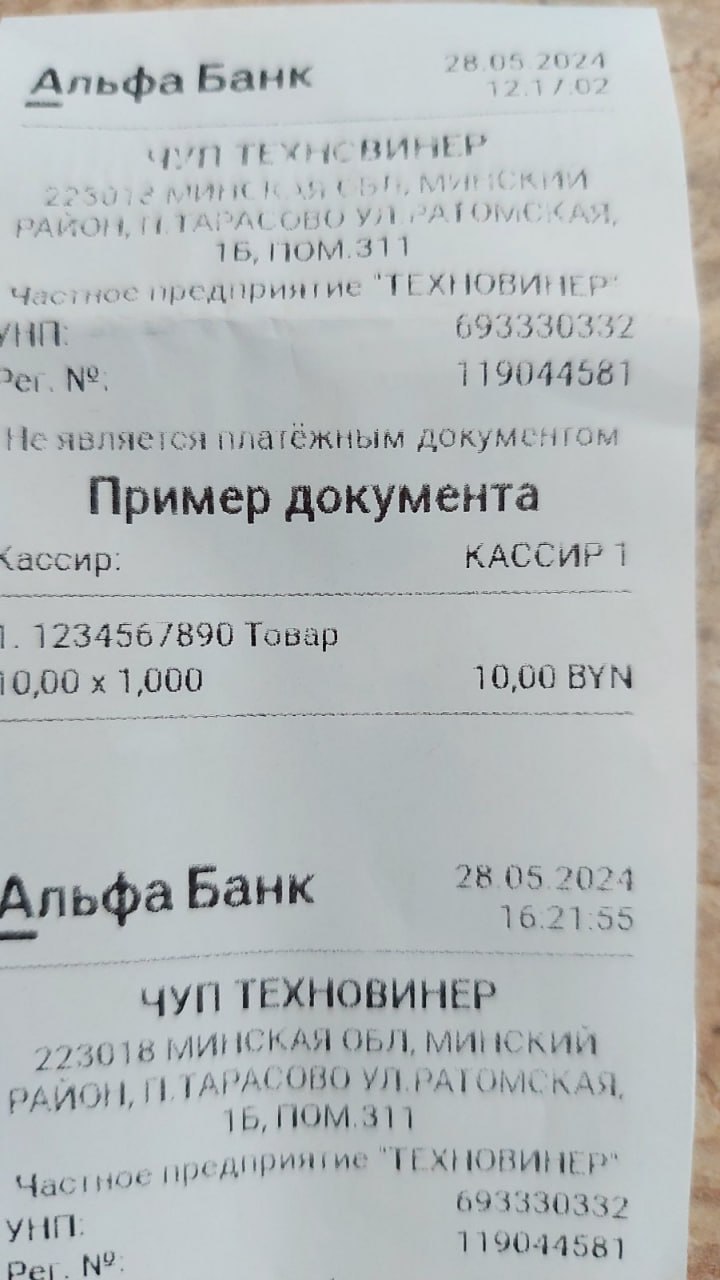 Альфа Банк 28.05.2024
12:17:02
ЧУП ТЕХНОВИНЕР
223018 МИНСКАЯ ОБЛ, МИНСКИЙ
РАЙОН, П.ТАРАСОВО УЛ.РАТОМСКАЯ,
1Б, ПОМ.311
Частное предприятие "ТЕХНОВИНЕР"
УНП: 693330332
Рег. №: 119044581
Не является платёжным документом
Пример документа
Кассир: КАССИР 1
1. 1234567890 Товар
10,00 x 1,000 10,00 BYN
Альфа Банк 28.05.2024
16:21:55
ЧУП ТЕХНОВИНЕР
223018 МИНСКАЯ ОБЛ, МИНСКИЙ
РАЙОН, П.ТАРАСОВО УЛ.РАТОМСКАЯ,
1Б, ПОМ.311
Частное предприятие "ТЕХНОВИНЕР"
УНП: 693330332
Рег. №: 119044581